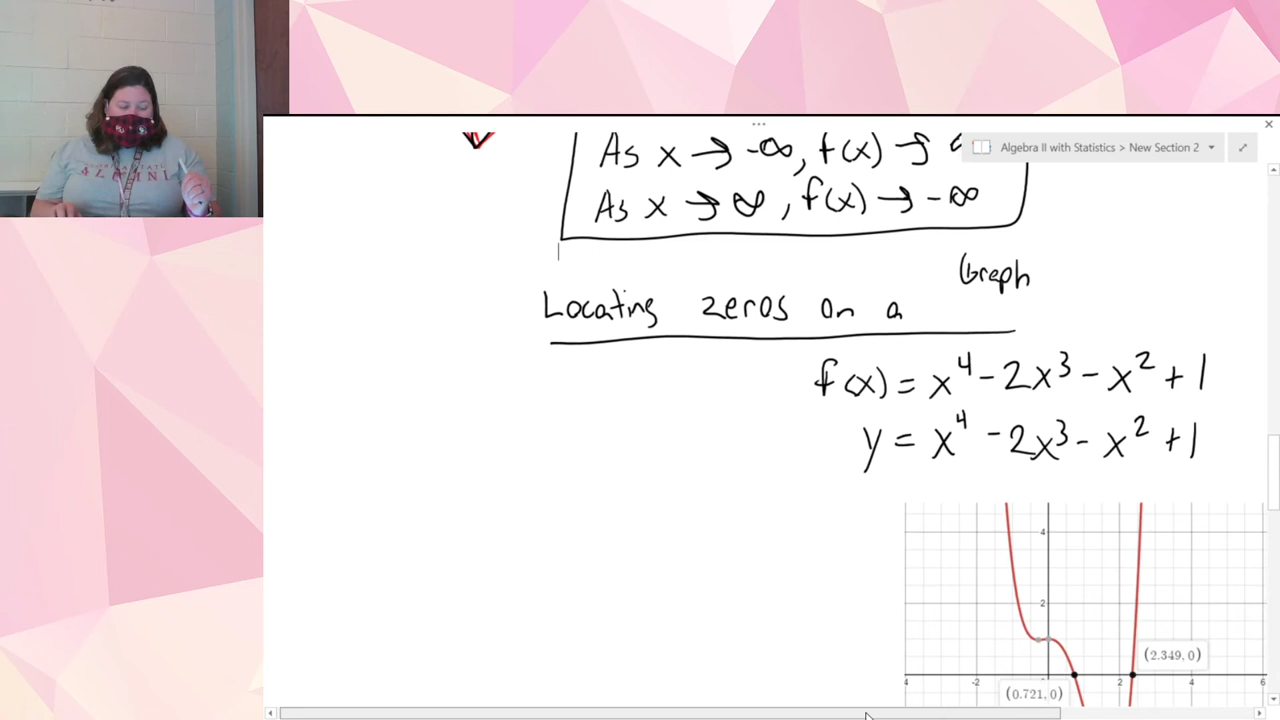 As x → -∞, f(x) →
Algebra II with Statistics > New Section 2
As x → ∞, f(x) → -∞
Locating zeros on a Graph
f(x) = x⁴ - 2x³ - x² + 1
y = x⁴ - 2x³ - x² + 1
4
2
(2.349, 0)
4 -2 2 4 6
(0.721, 0)
ALUMNI